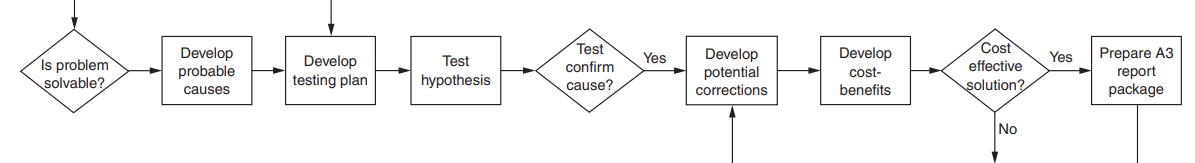 Is problem
solvable?
Develop
probable
causes
Develop
testing plan
Test
hypothesis
Test
confirm
cause?
Yes
Develop
potential
corrections
Develop
cost-
benefits
Cost
effective
solution?
Yes
No
Prepare A3
report
package